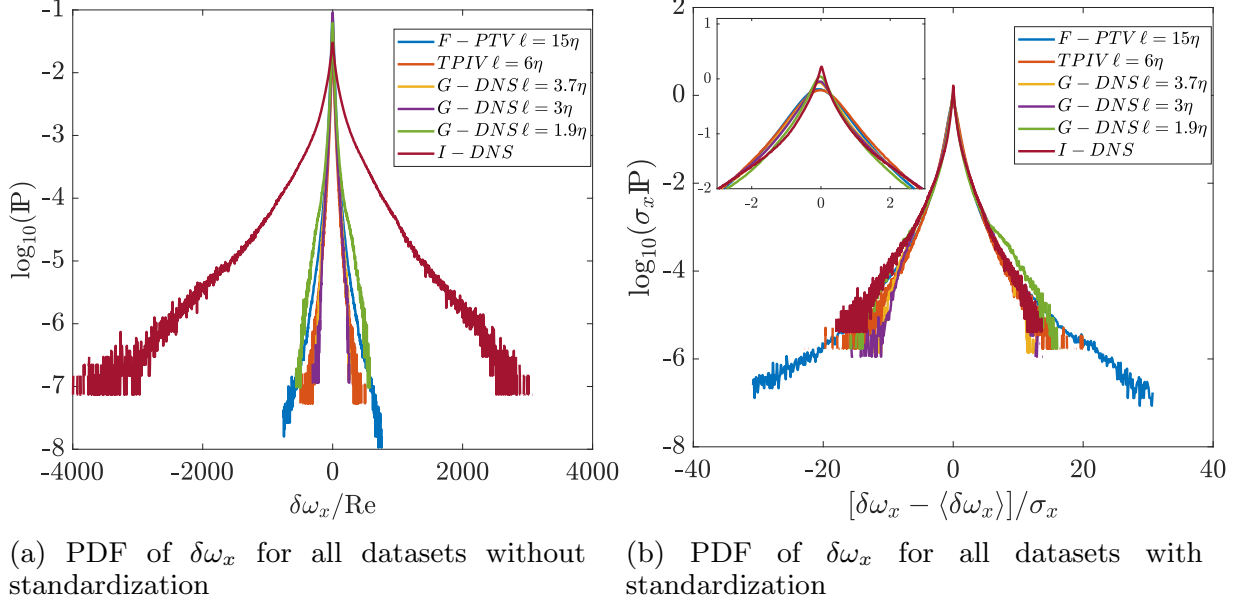 -1
-2
-3
-4
-5
-6
-7
-8
-4000
-2000
0
2000
4000
log10(IP)
δωx/Re
F − PTV ℓ = 15η
TPIV ℓ = 6η
G − DNS ℓ = 3.7η
G − DNS ℓ = 3η
G − DNS ℓ = 1.9η
I − DNS
(a) PDF of δωx for all datasets without
standardization
2
0
-2
-4
-6
-8
-40
-20
0
20
40
log10(σxIP)
[δωx − ⟨δωx⟩]/σx
1
0
-1
-2
-2
0
2
F − PTV ℓ = 15η
TPIV ℓ = 6η
G − DNS ℓ = 3.7η
G − DNS ℓ = 3η
G − DNS ℓ = 1.9η
I − DNS
(b) PDF of δωx for all datasets with
standardization